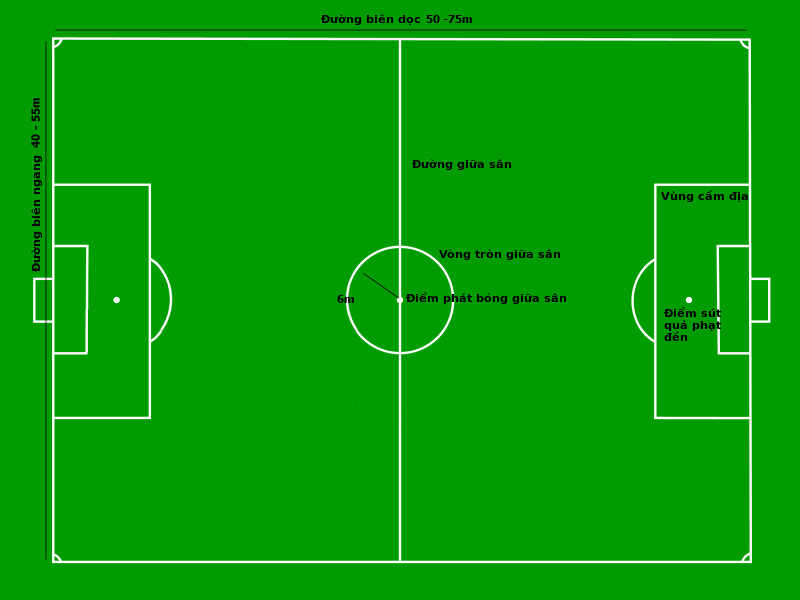 Đường biên dọc 50 -75m
Đường biên ngang 40 - 55m
Đường giữa sân
Vùng cấm địa
Vòng tròn giữa sân
6m
Điểm phát bóng giữa sân
Điểm sút
quả phạt
đền